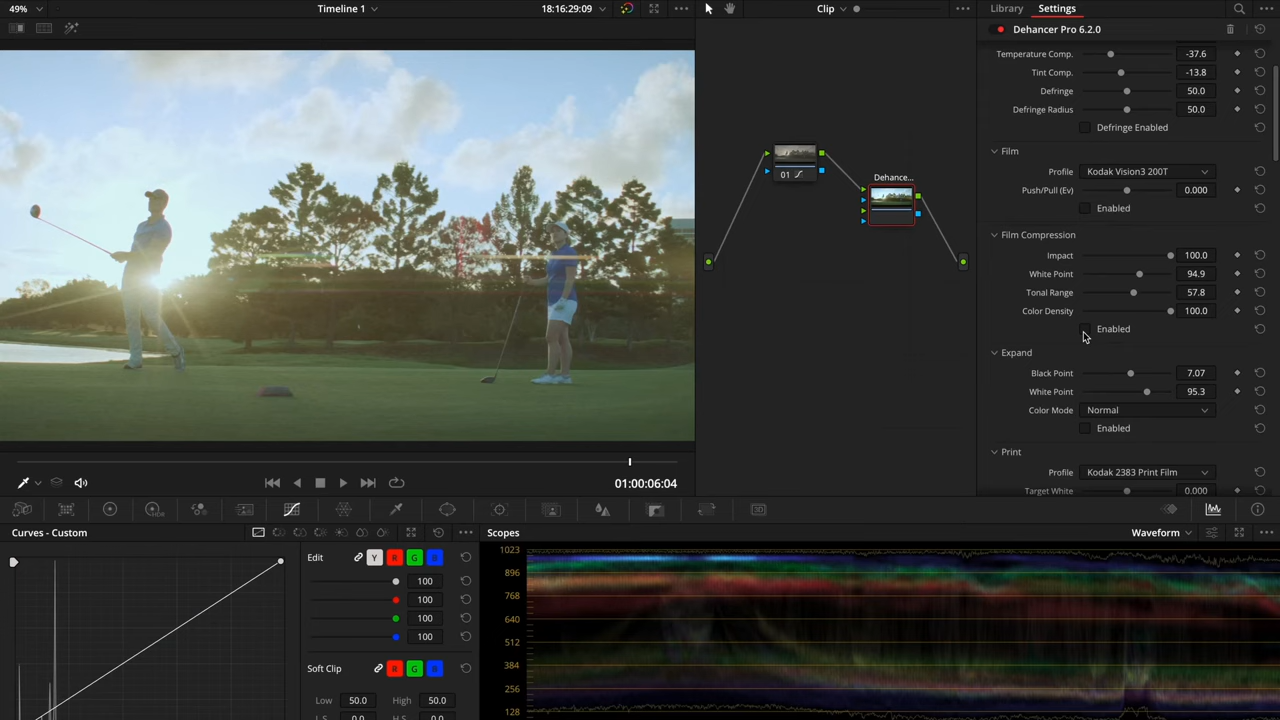 49%
Timeline 1
18:16:29:09
Clip
Library
Settings
Dehancer Pro 6.2.0
Temperature Comp.
-37.6
Tint Comp.
-13.8
Defringe
50.0
Defringe Radius
50.0
Defringe Enabled
Film
Profile
Kodak Vision3 200T
Push/Pull (Ev)
0.000
Enabled
Film Compression
Impact
100.0
White Point
94.9
Tonal Range
57.8
Color Density
100.0
Enabled
Expand
Black Point
7.07
White Point
95.3
Color Mode
Normal
Enabled
Print
Profile
Kodak 2383 Print Film
Target White
0.000
01
Dehance...
01:00:06:04
HDR
3D
Curves - Custom
Edit
Y
R
G
B
100
100
100
100
Soft Clip
R
G
B
Low
50.0
High
50.0
Scopes
Waveform
1023
896
768
640
512
384
256
128